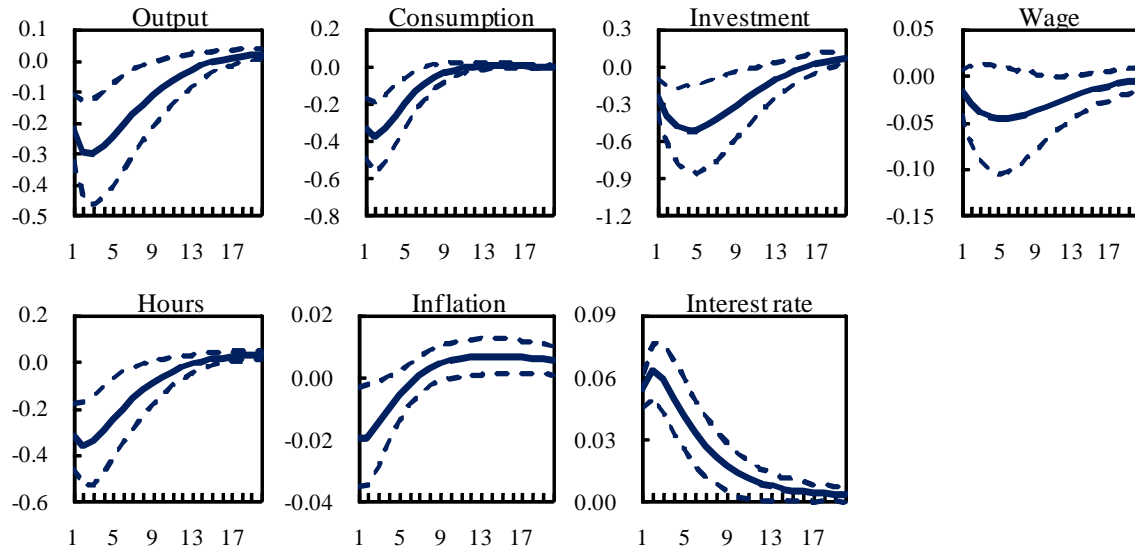 Output
0.1
0.0
-0.1
-0.2
-0.3
-0.4
-0.5
1 5 9 13 17
Consumption
0.2
0.0
-0.2
-0.4
-0.6
-0.8
1 5 9 13 17
Investment
0.3
0.0
-0.3
-0.6
-0.9
-1.2
1 5 9 13 17
Wage
0.05
0.00
-0.05
-0.10
-0.15
1 5 9 13 17
Hours
0.2
0.0
-0.2
-0.4
-0.6
1 5 9 13 17
Inflation
0.02
0.00
-0.02
-0.04
1 5 9 13 17
Interest rate
0.09
0.06
0.03
0.00
1 5 9 13 17